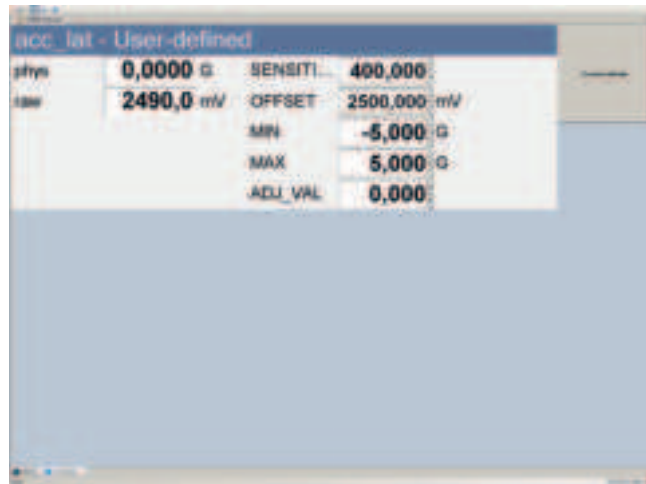 acc_lat - User-defined
phys 0,0000 G SENSITI... 400,000
raw 2490,0 mV OFFSET 2500,000 mV
MIN -5,000 G
MAX 5,000 G
ADJ_VAL 0,000